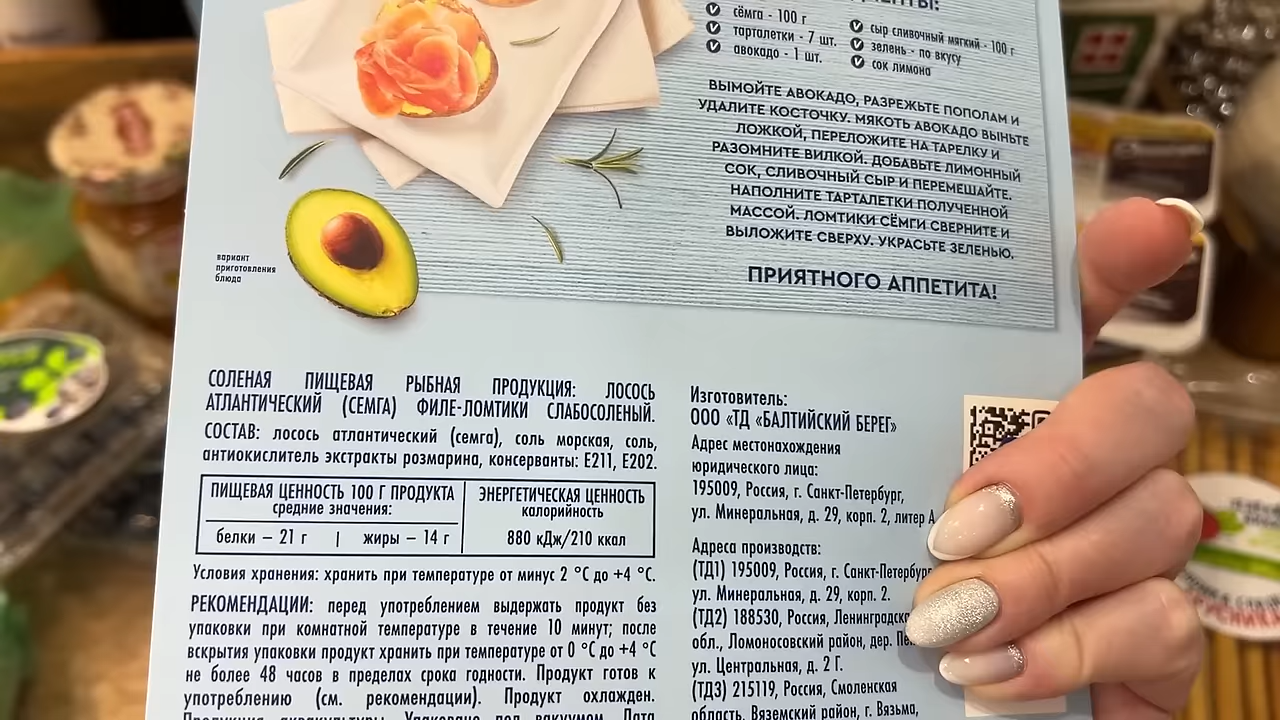 сёмга - 100 г
тарталетки - 7 шт.
авокадо - 1 шт.
сыр сливочный мягкий - 100 г
зелень - по вкусу
сок лимона
ВЫМОЙТЕ АВОКАДО, РАЗРЕЖЬТЕ ПОПОЛАМ И
УДАЛИТЕ КОСТОЧКУ. МЯКОТЬ АВОКАДО ВЫНЬТЕ
ЛОЖКОЙ, ПЕРЕЛОЖИТЕ НА ТАРЕЛКУ И
РАЗОМНИТЕ ВИЛКОЙ. ДОБАВЬТЕ ЛИМОННЫЙ
СОК, СЛИВОЧНЫЙ СЫР И ПЕРЕМЕШАЙТЕ.
НАПОЛНИТЕ ТАРТАЛЕТКИ ПОЛУЧЕННОЙ
МАССОЙ. ЛОМТИКИ СЁМГИ СВЕРНИТЕ И
ВЫЛОЖИТЕ СВЕРХУ. УКРАСЬТЕ ЗЕЛЕНЬЮ.
ПРИЯТНОГО АППЕТИТА!
вариант
приготовления
блюда
СОЛЕНАЯ ПИЩЕВАЯ РЫБНАЯ ПРОДУКЦИЯ: ЛОСОСЬ
АТЛАНТИЧЕСКИЙ (СЕМГА) ФИЛЕ-ЛОМТИКИ СЛАБОСОЛЕНЫЙ.
СОСТАВ: лосось атлантический (семга), соль морская, соль,
антиокислитель экстракты розмарина, консерванты: Е211, Е202.
ПИЩЕВАЯ ЦЕННОСТЬ 100 Г ПРОДУКТА
средние значения:
белки – 21 г | жиры – 14 г
ЭНЕРГЕТИЧЕСКАЯ ЦЕННОСТЬ
калорийность
880 кДж/210 ккал
Условия хранения: хранить при температуре от минус 2 °С до +4 °С.
РЕКОМЕНДАЦИИ: перед употреблением выдержать продукт без
упаковки при комнатной температуре в течение 10 минут; после
вскрытия упаковки продукт хранить при температуре от 0 °С до +4 °С
не более 48 часов в пределах срока годности. Продукт готов к
употреблению (см. рекомендации). Продукт охлажден.
Продукция аквакультуры. Упаковано под вакуумом. Дата
Изготовитель:
ООО «ТД «БАЛТИЙСКИЙ БЕРЕГ»
Адрес местонахождения
юридического лица:
195009, Россия, г. Санкт-Петербург,
ул. Минеральная, д. 29, корп. 2, литер А
Адреса производств:
(ТД1) 195009, Россия, г. Санкт-Петербург
ул. Минеральная, д. 29, корп. 2.
(ТД2) 188530, Россия, Ленинградска
обл., Ломоносовский район, дер.
ул. Центральная, д. 2 Г.
(ТД3) 215119, Россия, Смоленская
область, Вяземский район, г. Вязьма,